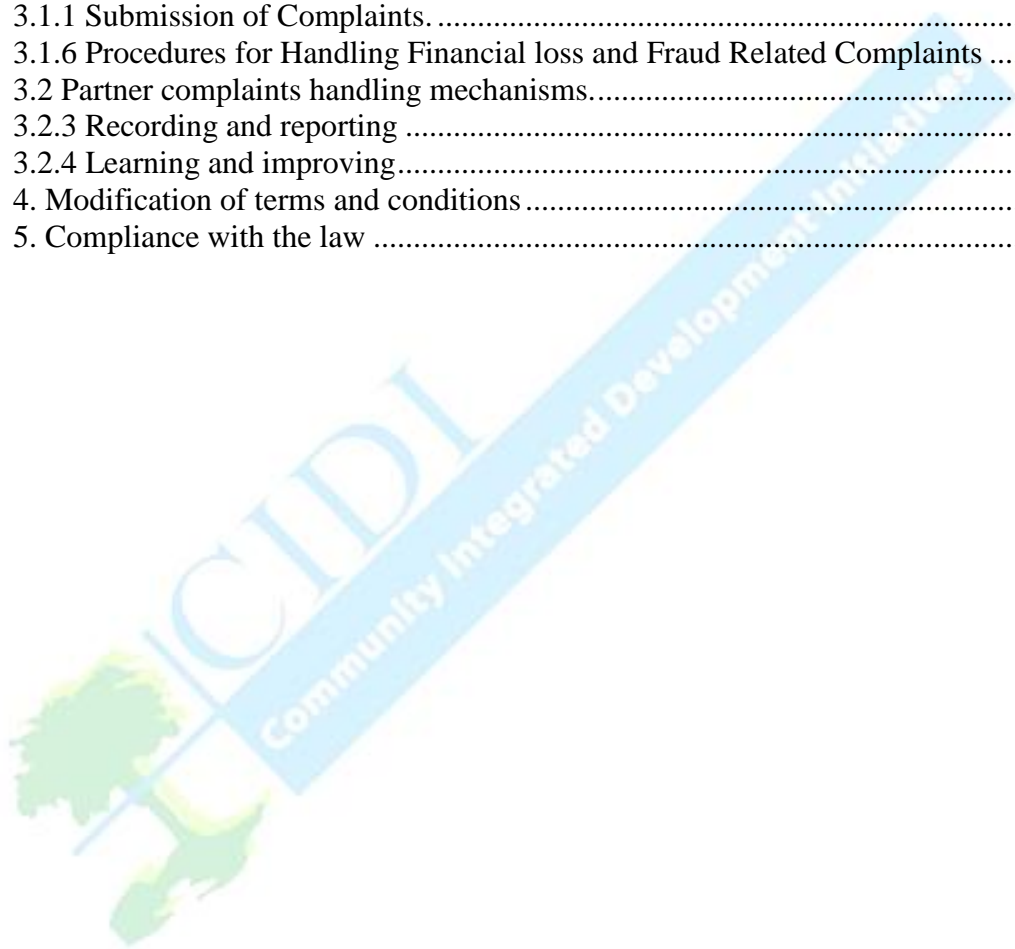 3.1.1 Submission of Complaints. ......................................................................
3.1.6 Procedures for Handling Financial loss and Fraud Related Complaints ...
3.2 Partner complaints handling mechanisms.....................................................
3.2.3 Recording and reporting ...........................................................................
3.2.4 Learning and improving............................................................................
4. Modification of terms and conditions ............................................................
5. Compliance with the law ...............................................................................
CIDI
Community Integrated Development Initiatives